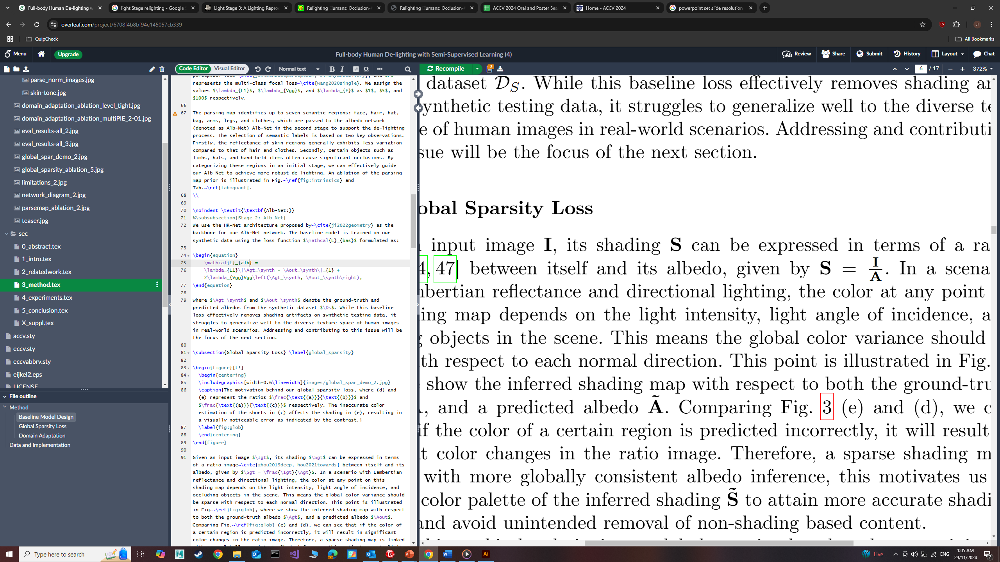 Full-body Human De-lighting w
light Stage relighting - Google S
Light Stage 3: A Lighting Repro
Relighting Humans: Occlusion-A
Relighting Humans: Occlusion-A
ACCV 2024 Oral and Poster Ses
Home - ACCV 2024
powerpoint set slide resolution
overleaf.com/project/6708f4b8bf94e145057cb339
QuipCheck
All Bookmarks
Menu
Upgrade
Full-body Human De-lighting with Semi-Supervised Learning (4)
Review
Share
Submit
History
Layout
Chat
Code Editor
Visual Editor
Normal text
Recompile
3
6 / 17
372%
parse_norm_images.jpg
skin-tone.jpg
domain_adaptation_ablation_level_tight.jpg
domain_adaptation_ablation_multiPIE_2-01.jpg
eval_results-all_2.jpg
eval_results-all_3.jpg
global_spar_demo_2.jpg
global_sparsity_ablation_5.jpg
limitations_2.jpg
network_diagram_2.jpg
parsemap_ablation_2.jpg
teaser.jpg
sec
0_abstract.tex
1_intro.tex
2_relatedwork.tex
3_method.tex
4_experiments.tex
5_conclusion.tex
X_suppl.tex
accv.sty
eccv.sty
eccvabbrv.sty
eijkel2.eps
LICENSE
File outline
Method
Baseline Model Design
Global Sparsity Loss
Domain Adaptation
Data and Implementation
represents the multi-class focal loss~\cite{wang2020single}. We assign the
values $\lambda_{L1}$, $\lambda_{Vgg}$, and $\lambda_{F}$ as $1$, $5$, and
$100$ respectively.
66
67 The parsing map identifies up to seven semantic regions: face, hair, hat,
bag, arms, legs, and clothes, which are passed to the albedo network
(denoted as Alb-Net) Alb-Net in the second stage to support the de-lighting
process. The selection of semantic labels is based on two key observations.
Firstly, the reflectance of skin regions generally exhibits less variation
compared to that of hair and clothes. Secondly, certain objects such as
limbs, hats, and hand-held items often cause significant occlusions. By
categorizing these regions in an initial stage, we can effectively guide
our Alb-Net to achieve more robust de-lighting. An ablation of the parsing
map prior is illustrated in Fig.~\ref{fig:intrinsics} and
Tab.~\ref{tab:quant}.
68 \\
69
70 \noindent \textit{\textbf{Alb-Net:}}
71 %\subsubsection{Stage 2: Alb-Net}
72 We use the HR-Net architecture proposed by~\cite{ji2022geometry} as the
backbone for our Alb-Net network. The baseline model is trained on our
synthetic data using the loss function $\mathcal{L}_{bas}$ formulated as:
73
74 \begin{equation}
75 \mathcal{L}_{alb} =
76 \lambda_{L1}\|\Agt_\synth - \Aout_\synth\|_{1} +
2\lambda_{Vgg}Vgg\left(\Agt_\synth, \Aout_\synth\right),
77 \end{equation}
78
79 where $\Agt_\synth$ and $\Aout_\synth$ denote the ground-truth and
predicted albedos from the synthetic dataset $\Ds$. While this baseline
loss effectively removes shading artifacts on synthetic testing data, it
struggles to generalize well to the diverse texture space of human images
in real-world scenarios. Addressing and contributing to this issue will be
the focus of the next section.
80
81 \subsection{Global Sparsity Loss} \label{global_sparsity}
82
83 \begin{figure}[t!]
84 \begin{centering}
85 \includegraphics[width=0.6\linewidth]{images/global_spar_demo_2.jpg}
86 \caption{The motivation behind our global sparsity loss, where (d) and
(e) represent the ratios $\frac{\text{(a)}}{\text{(b)}}$ and
$\frac{\text{(a)}}{\text{(c)}}$ respectively. The inaccurate color
estimation of the shorts in (c) affects the shading in (e), resulting in
a visually noticeable error as indicated by the contrast.}
87 \label{fig:glob}
88 \end{centering}
89 \end{figure}
90
91 Given an input image $\Igt$, its shading $\Sgt$ can be expressed in terms
of a ratio image~\cite{zhou2019deep, hou2021towards} between itself and its
albedo, given by $\Sgt = \frac{\Igt}{\Agt}$. In a scenario with Lambertian
reflectance and directional lighting, the color at any point on this
shading map depends on the light intensity, light angle of incidence, and
occluding objects in the scene. This means the global color variance should
be sparse with respect to each normal direction. This point is illustrated
in Fig.~\ref{fig:glob}, where we show the inferred shading map with respect
to both the ground-truth albedo $\Agt$, and a predicted albedo $\Aout$.
Comparing Fig.~\ref{fig:glob} (e) and (d), we can see that if the color of
a certain region is predicted incorrectly, it will result in significant
color changes in the ratio image. Therefore, a sparse shading map is linked
dataset D_S. While this baseline loss effectively removes shading ar
ynthetic testing data, it struggles to generalize well to the diverse te
e of human images in real-world scenarios. Addressing and contributi
sue will be the focus of the next section.
obal Sparsity Loss
input image I, its shading S can be expressed in terms of a ra
4, 47] between itself and its albedo, given by S = I/A. In a scena
nbertian reflectance and directional lighting, the color at any point
ing map depends on the light intensity, light angle of incidence, a
g objects in the scene. This means the global color variance should
th respect to each normal direction. This point is illustrated in Fig.
show the inferred shading map with respect to both the ground-tru
, and a predicted albedo Ã. Comparing Fig. 3 (e) and (d), we c
if the color of a certain region is predicted incorrectly, it will result
t color changes in the ratio image. Therefore, a sparse shading m
with more globally consistent albedo inference, this motivates us
color palette of the inferred shading S̃ to attain more accurate shadi
and avoid unintended removal of non-shading based content.
Type here to search
Live
ENG
1:05 AM
29/11/2024
7